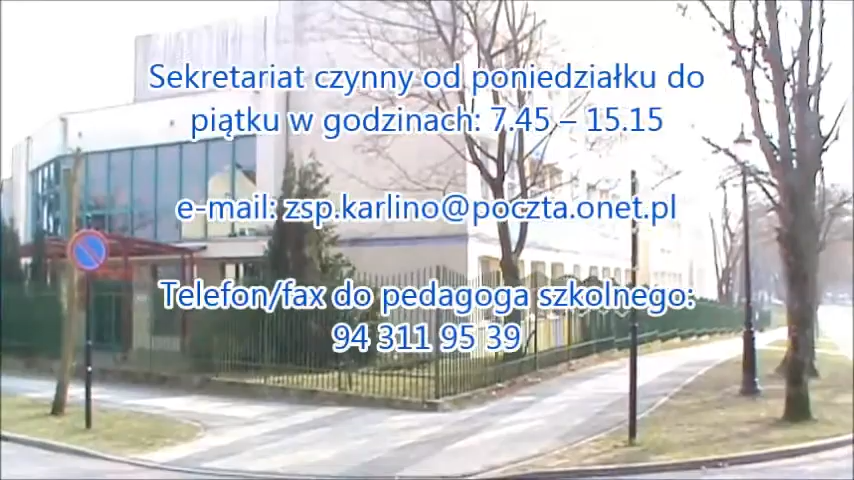 Sekretariat czynny od poniedziałku do
piątku w godzinach: 7.45 – 15.15
e-mail: zsp.karlino@poczta.onet.pl
Telefon/fax do pedagoga szkolnego:
94 311 95 39